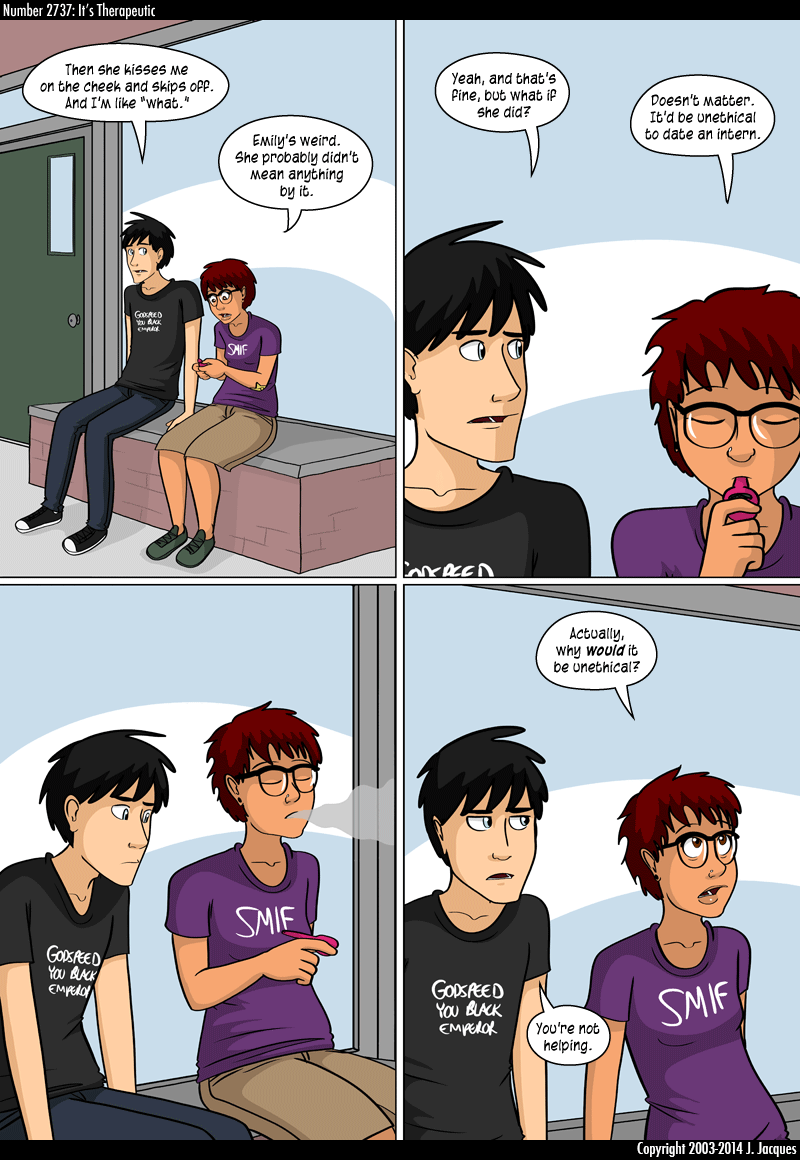 Number 2737: It's Therapeutic
Then she kisses me
on the cheek and skips off.
And I'm like "what."
Emily's weird.
She probably didn't
mean anything
by it.
GODSPEED
YOU BLACK
EMPEROR
SMIF
Yeah, and that's
fine, but what if
she did?
Doesn't matter.
It'd be unethical
to date an intern.
GODSPEED
GODSPEED
YOU BLACK
EMPEROR
SMIF
Actually,
why would it
be unethical?
You're not
helping.
GODSPEED
YOU BLACK
EMPEROR
SMIF
Copyright 2003-2014 J. Jacques